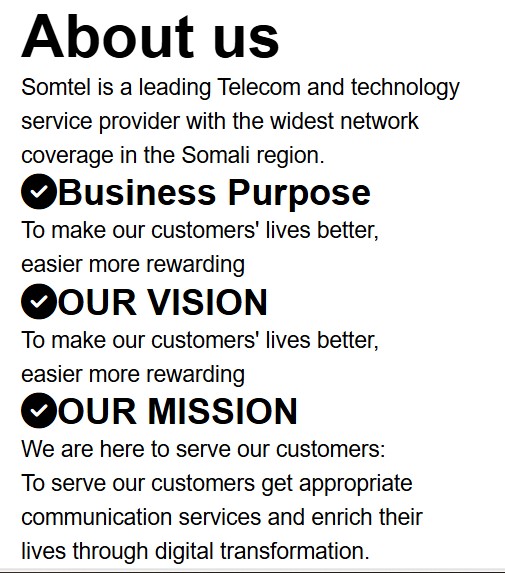 About us
Somtel is a leading Telecom and technology
service provider with the widest network
coverage in the Somali region.
Business Purpose
To make our customers' lives better,
easier more rewarding
OUR VISION
To make our customers' lives better,
easier more rewarding
OUR MISSION
We are here to serve our customers:
To serve our customers get appropriate
communication services and enrich their
lives through digital transformation.